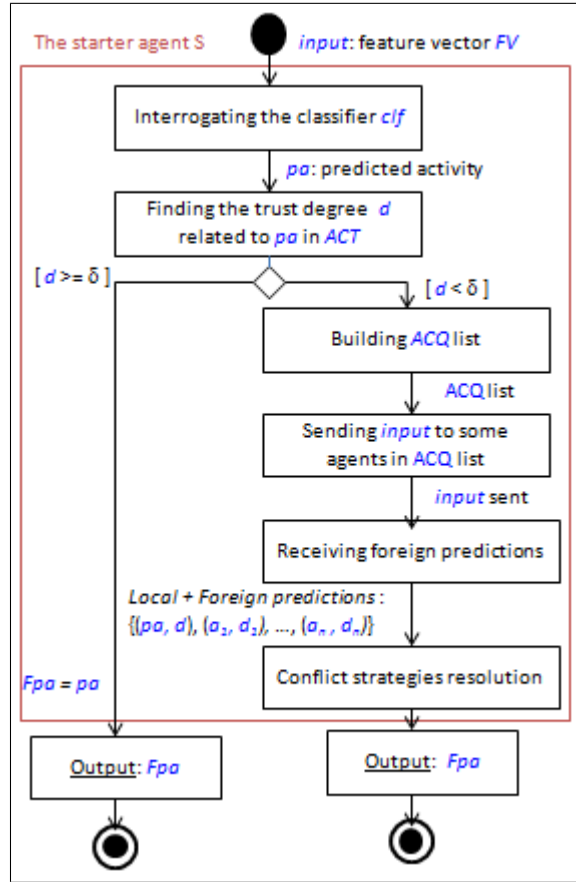 The starter agent S
input: feature vector FV
Interrogating the classifier clf
pa: predicted activity
Finding the trust degree d
related to pa in ACT
[ d >= δ ]
[ d < δ ]
Building ACQ list
ACQ list
Sending input to some
agents in ACQ list
input sent
Receiving foreign predictions
Local + Foreign predictions :
{(pa, d), (a₁, d₁), ..., (aₙ , dₙ)}
Conflict strategies resolution
Fpa = pa
Output: Fpa
Output: Fpa